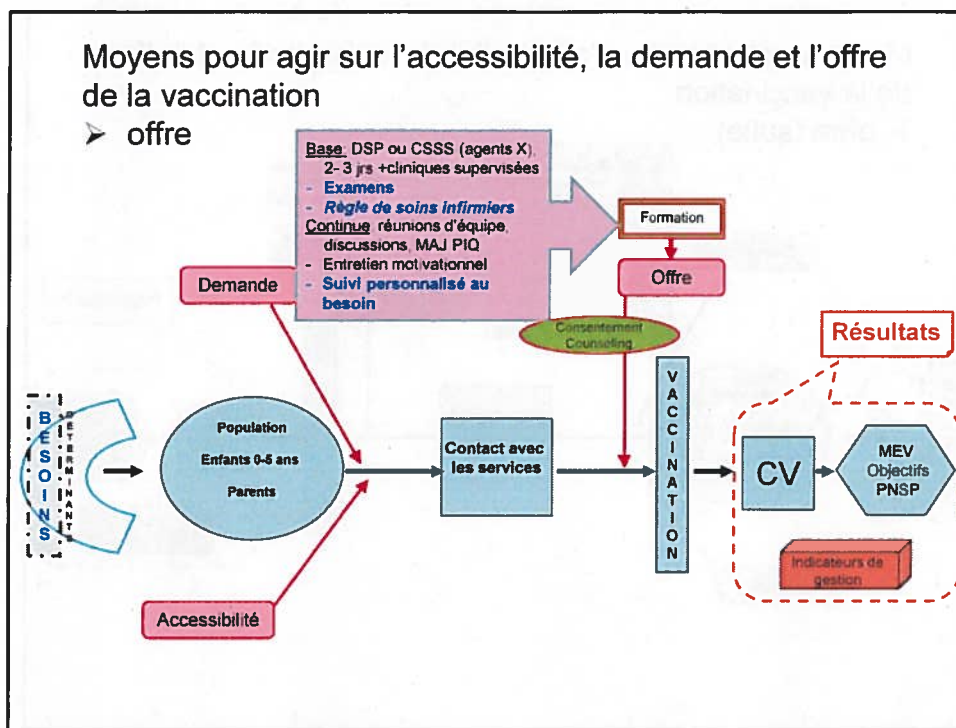 Moyens pour agir sur l'accessibilité, la demande et l'offre
de la vaccination
➢ offre
Base: DSP ou CSSS (agents X),
2- 3 jrs +cliniques supervisées
- Examens
- Règle de soins infirmiers
Continue: réunions d'équipe,
discussions, MAJ PIQ
- Entretien motivationnel
- Suivi personnalisé au
besoin
Formation
Demande
Offre
Consentement
Counseling
Résultats
BESOINS
DETERMINANTS
Population
Enfants 0-5 ans
Parents
Contact avec
les services
VACCINATION
CV
MEV
Objectifs
PNSP
Indicateurs de
gestion
Accessibilité